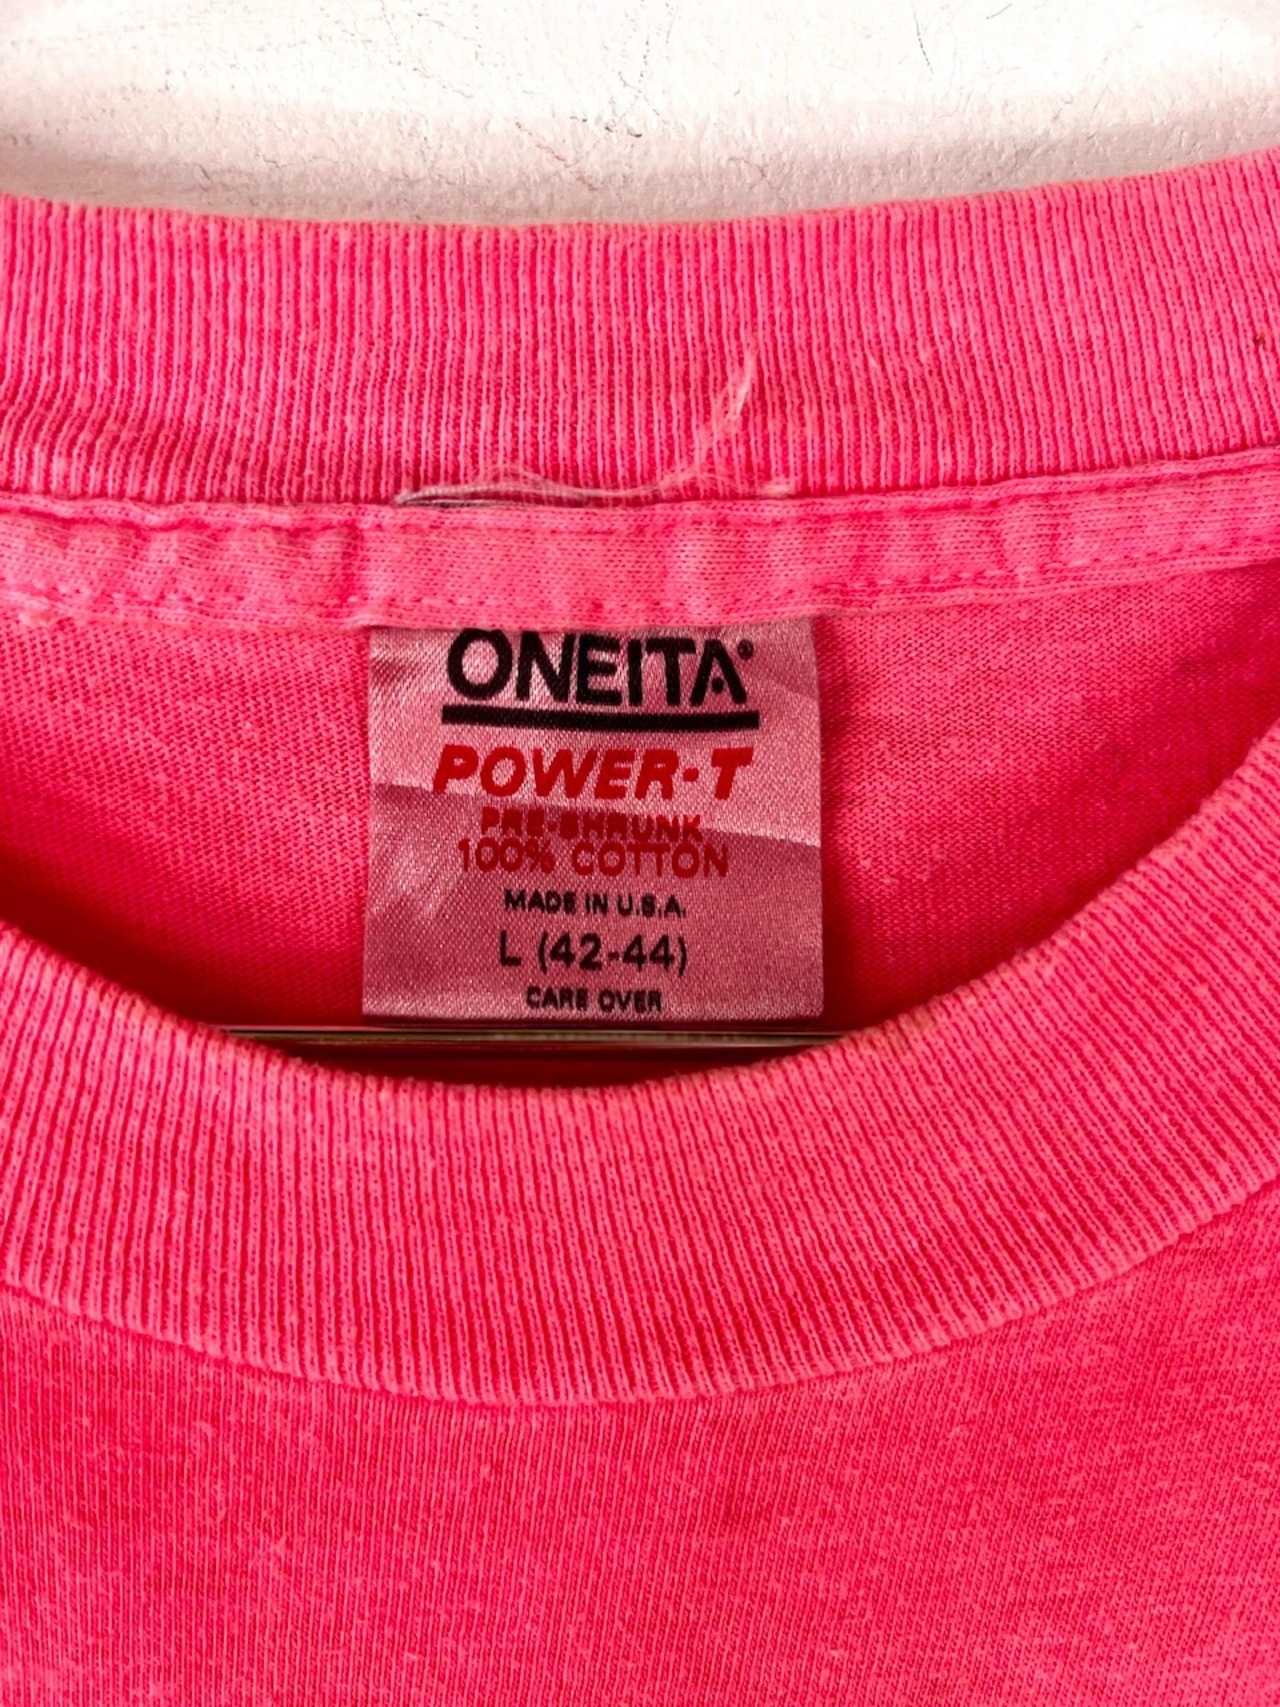 ONEITA®
POWER-T
PRE-SHRUNK
100% COTTON
MADE IN U.S.A.
L (42-44)
CARE OVER